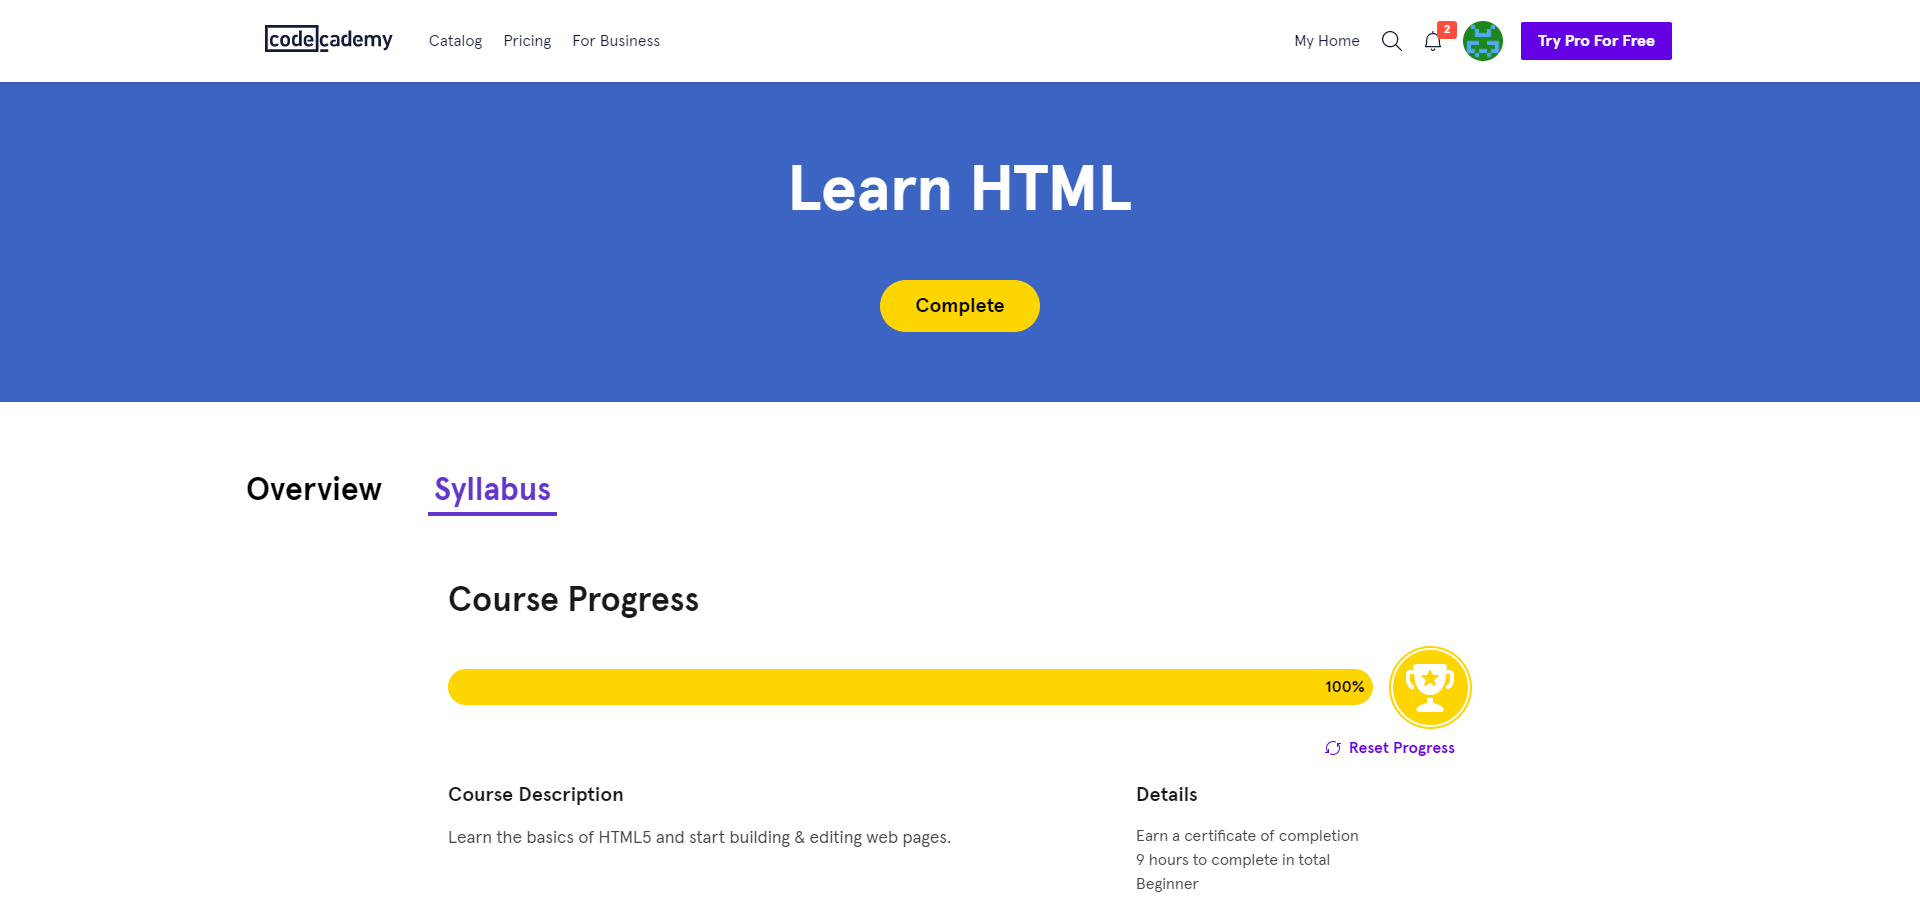 codecademy Catalog Pricing For Business My Home 2 Try Pro For Free
Learn HTML
Complete
Overview Syllabus
Course Progress
100%
Reset Progress
Course Description
Learn the basics of HTML5 and start building & editing web pages.
Details
Earn a certificate of completion
9 hours to complete in total
Beginner